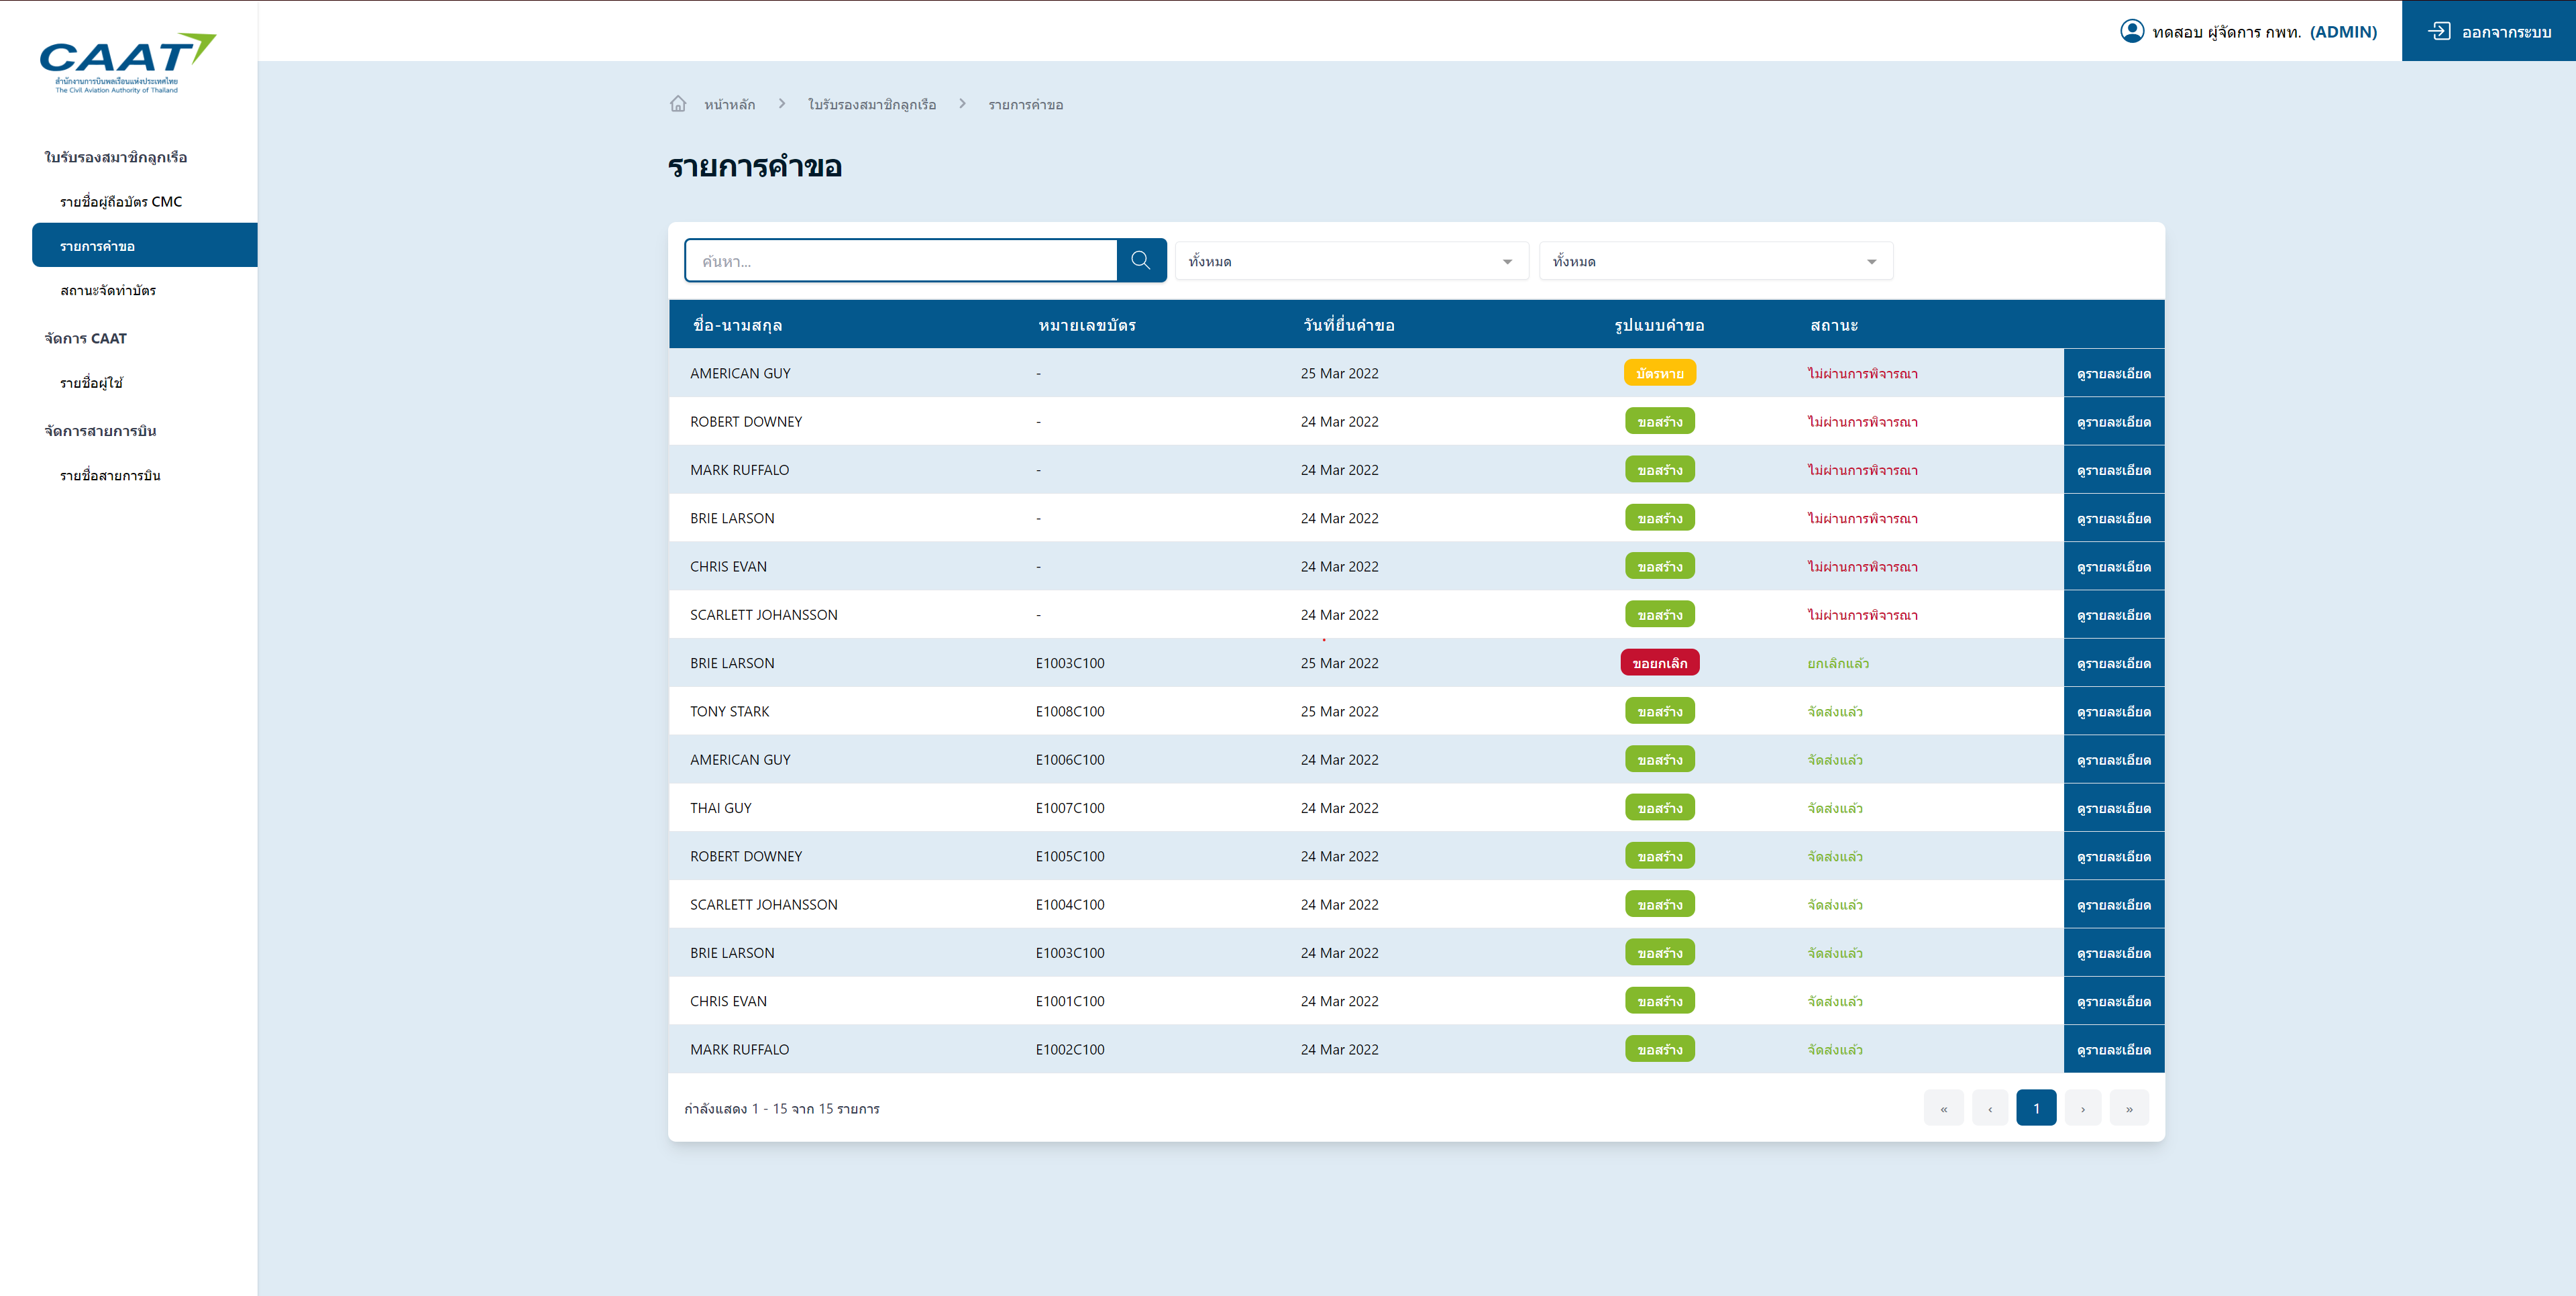 CAAT
สำนักงานการบินพลเรือนแห่งประเทศไทย
The Civil Aviation Authority of Thailand
ทดสอบ ผู้จัดการ กพท. (ADMIN)
ออกจากระบบ
ใบรับรองสมาชิกลูกเรือ
รายชื่อผู้ถือบัตร CMC
รายการคำขอ
สถานะจัดทำบัตร
จัดการ CAAT
รายชื่อผู้ใช้
จัดการสายการบิน
รายชื่อสายการบิน
หน้าหลัก > ใบรับรองสมาชิกลูกเรือ > รายการคำขอ
รายการคำขอ
ค้นหา... ทั้งหมด ทั้งหมด
ชื่อ-นามสกุล หมายเลขบัตร วันที่ยื่นคำขอ รูปแบบคำขอ สถานะ
AMERICAN GUY - 25 Mar 2022 บัตรหาย ไม่ผ่านการพิจารณา ดูรายละเอียด
ROBERT DOWNEY - 24 Mar 2022 ขอสร้าง ไม่ผ่านการพิจารณา ดูรายละเอียด
MARK RUFFALO - 24 Mar 2022 ขอสร้าง ไม่ผ่านการพิจารณา ดูรายละเอียด
BRIE LARSON - 24 Mar 2022 ขอสร้าง ไม่ผ่านการพิจารณา ดูรายละเอียด
CHRIS EVAN - 24 Mar 2022 ขอสร้าง ไม่ผ่านการพิจารณา ดูรายละเอียด
SCARLETT JOHANSSON - 24 Mar 2022 ขอสร้าง ไม่ผ่านการพิจารณา ดูรายละเอียด
BRIE LARSON E1003C100 25 Mar 2022 ขอยกเลิก ยกเลิกแล้ว ดูรายละเอียด
TONY STARK E1008C100 25 Mar 2022 ขอสร้าง จัดส่งแล้ว ดูรายละเอียด
AMERICAN GUY E1006C100 24 Mar 2022 ขอสร้าง จัดส่งแล้ว ดูรายละเอียด
THAI GUY E1007C100 24 Mar 2022 ขอสร้าง จัดส่งแล้ว ดูรายละเอียด
ROBERT DOWNEY E1005C100 24 Mar 2022 ขอสร้าง จัดส่งแล้ว ดูรายละเอียด
SCARLETT JOHANSSON E1004C100 24 Mar 2022 ขอสร้าง จัดส่งแล้ว ดูรายละเอียด
BRIE LARSON E1003C100 24 Mar 2022 ขอสร้าง จัดส่งแล้ว ดูรายละเอียด
CHRIS EVAN E1001C100 24 Mar 2022 ขอสร้าง จัดส่งแล้ว ดูรายละเอียด
MARK RUFFALO E1002C100 24 Mar 2022 ขอสร้าง จัดส่งแล้ว ดูรายละเอียด
กำลังแสดง 1 - 15 จาก 15 รายการ « ‹ 1 › »